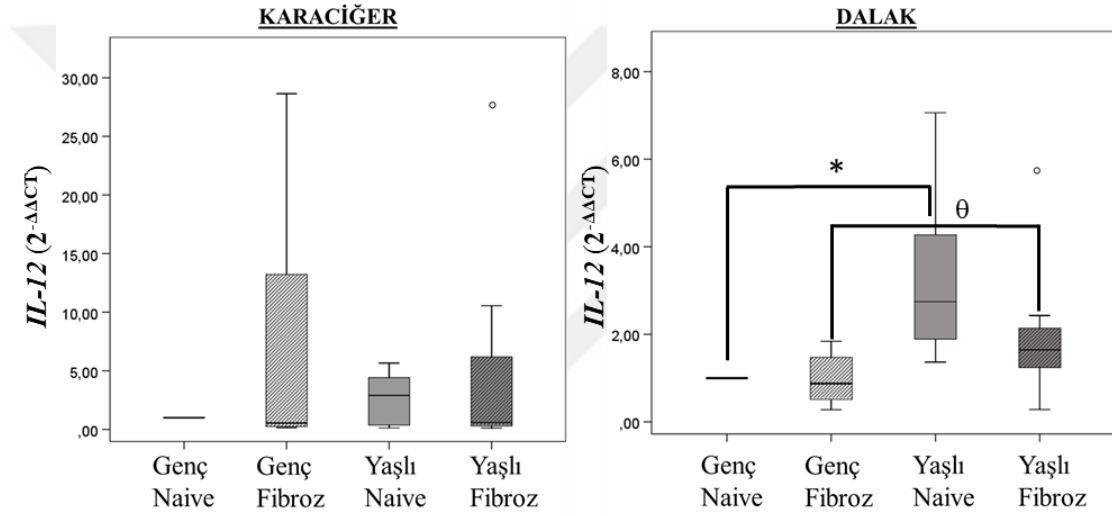 KARACİĞER
IL-12 (2-ΔΔCT)
30,00
25,00
20,00
15,00
10,00
5,00
,00
Genç Naive
Genç Fibroz
Yaşlı Naive
Yaşlı Fibroz
DALAK
IL-12 (2-ΔΔCT)
8,00
6,00
4,00
2,00
,00
*
θ
Genç Naive
Genç Fibroz
Yaşlı Naive
Yaşlı Fibroz